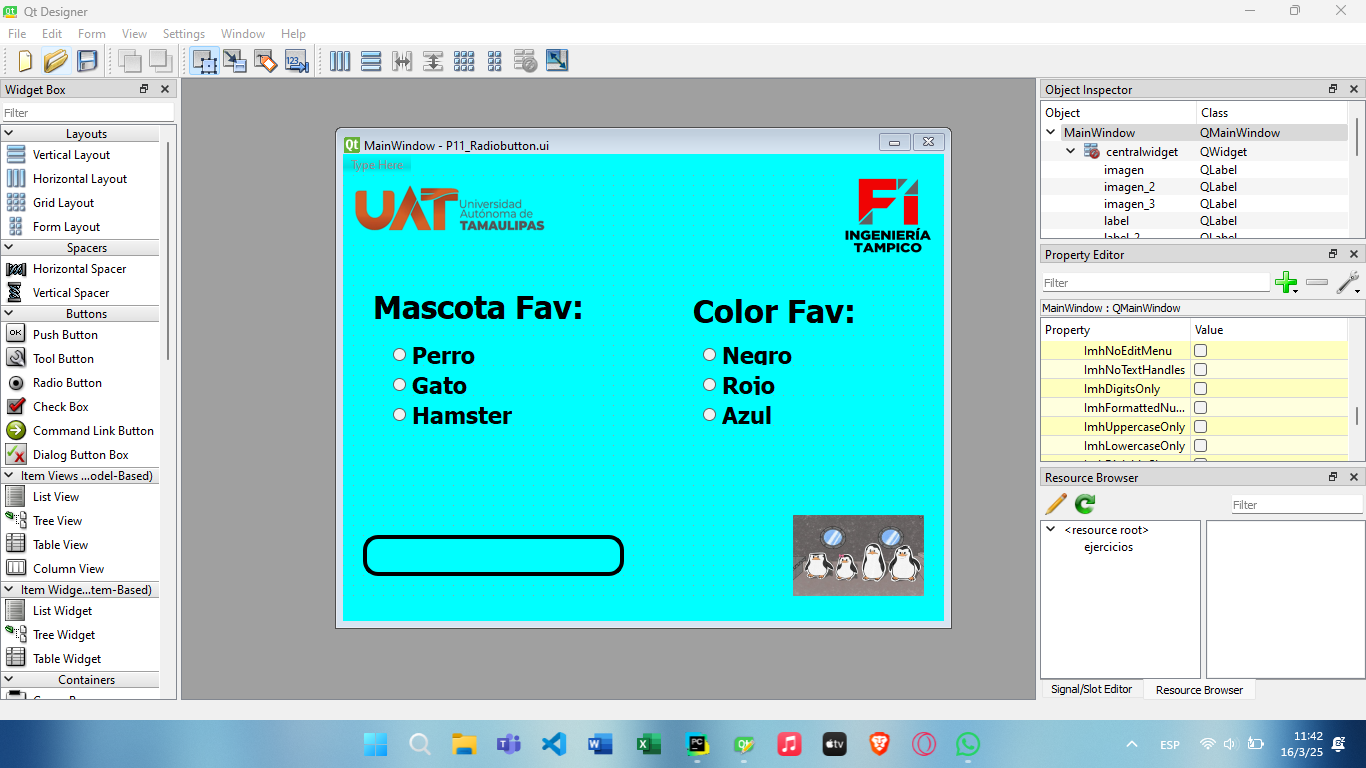 Qt Designer
File Edit Form View Settings Window Help
Widget Box
Filter
Layouts
Vertical Layout
Horizontal Layout
Grid Layout
Form Layout
Spacers
Horizontal Spacer
Vertical Spacer
Buttons
OK
Push Button
Tool Button
Radio Button
Check Box
Command Link Button
Dialog Button Box
Item Views ...odel-Based)
List View
Tree View
Table View
Column View
Item Widge...tem-Based)
List Widget
Tree Widget
Table Widget
Containers
MainWindow - P11_Radiobutton.ui
Type Here
UAT
Universidad
Autónoma de
TAMAULIPAS
Fi
INGENIERÍA
TAMPICO
Mascota Fav:
Perro
Gato
Hamster
Color Fav:
Negro
Rojo
Azul
Object Inspector
Object Class
MainWindow QMainWindow
centralwidget QWidget
imagen QLabel
imagen_2 QLabel
imagen_3 QLabel
label QLabel
label_2 QLabel
Property Editor
Filter
MainWindow : QMainWindow
Property Value
ImhNoEditMenu
ImhNoTextHandles
ImhDigitsOnly
ImhFormattedNu...
ImhUppercaseOnly
ImhLowercaseOnly
Resource Browser
Filter
<resource root>
ejercicios
Signal/Slot Editor Resource Browser
ESP
11:42
16/3/25